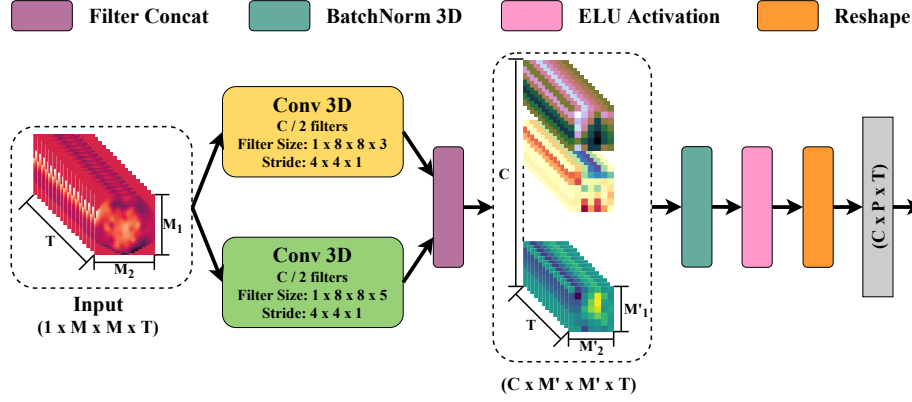 Filter Concat
BatchNorm 3D
ELU Activation
Reshape
T
M1
M2
Input
(1 x M x M x T)
Conv 3D
C / 2 filters
Filter Size: 1 x 8 x 8 x 3
Stride: 4 x 4 x 1
Conv 3D
C / 2 filters
Filter Size: 1 x 8 x 8 x 5
Stride: 4 x 4 x 1
C
T
M'1
M'2
(C x M' x M' x T)
(C x P x T)